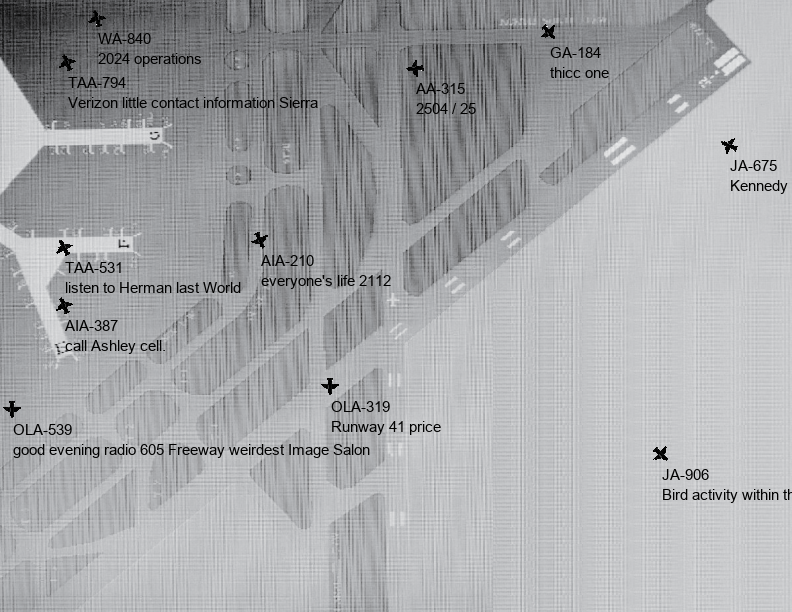 WA-840
2024 operations
TAA-794
Verizon little contact information Sierra
GA-184
thicc one
AA-315
2504 / 25
JA-675
Kennedy
AIA-210
everyone's life 2112
TAA-531
listen to Herman last World
AIA-387
call Ashley cell.
OLA-319
Runway 41 price
OLA-539
good evening radio 605 Freeway weirdest Image Salon
JA-906
Bird activity within th